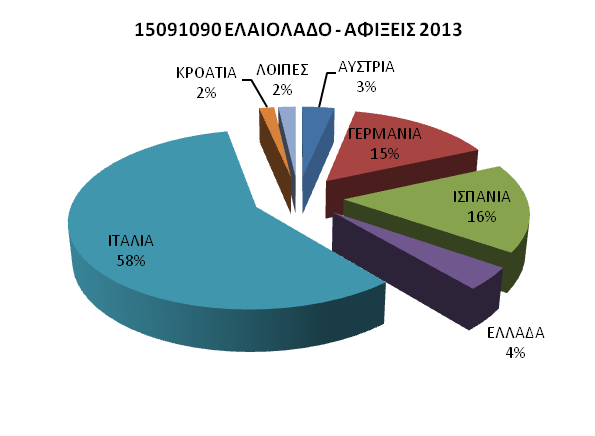 15091090 ΕΛΑΙΟΛΑΔΟ - ΑΦΙΞΕΙΣ 2013
ΚΡΟΑΤΙΑ
2%
ΛΟΙΠΕΣ
2%
ΑΥΣΤΡΙΑ
3%
ΓΕΡΜΑΝΙΑ
15%
ΙΣΠΑΝΙΑ
16%
ΙΤΑΛΙΑ
58%
ΕΛΛΑΔΑ
4%